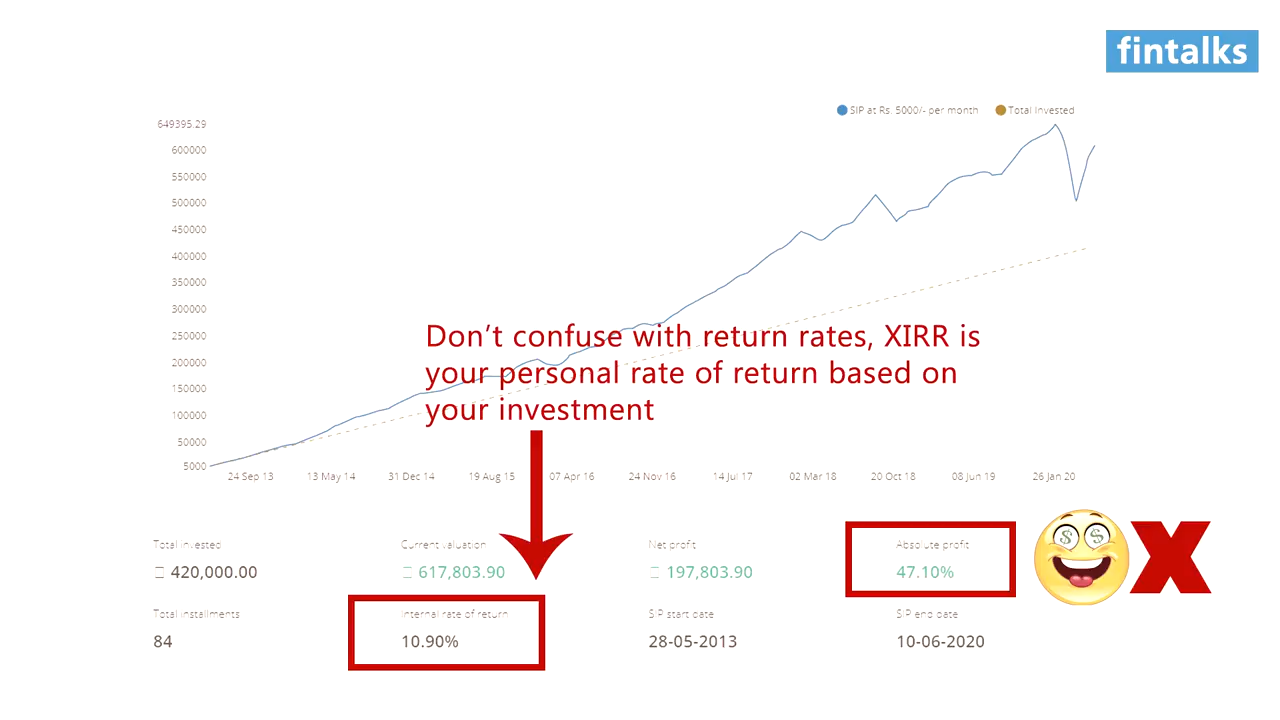 fintalks
SIP at Rs. 5000/- per month Total Invested
649395.29
600000
550000
500000
450000
400000
350000
300000
250000
200000
150000
100000
50000
5000
Don't confuse with return rates, XIRR is
your personal rate of return based on
your investment
24 Sep 13 13 May 14 31 Dec 14 19 Aug 15 07 Apr 16 24 Nov 16 14 Jul 17 02 Mar 18 20 Oct 18 08 Jun 19 26 Jan 20
Total invested Current valuation Net profit Absolute profit
420,000.00 617,803.90 197,803.90 47.10%
$ $ X
Total installments Internal rate of return SIP start date SIP end date
84 10.90% 28-05-2013 10-06-2020